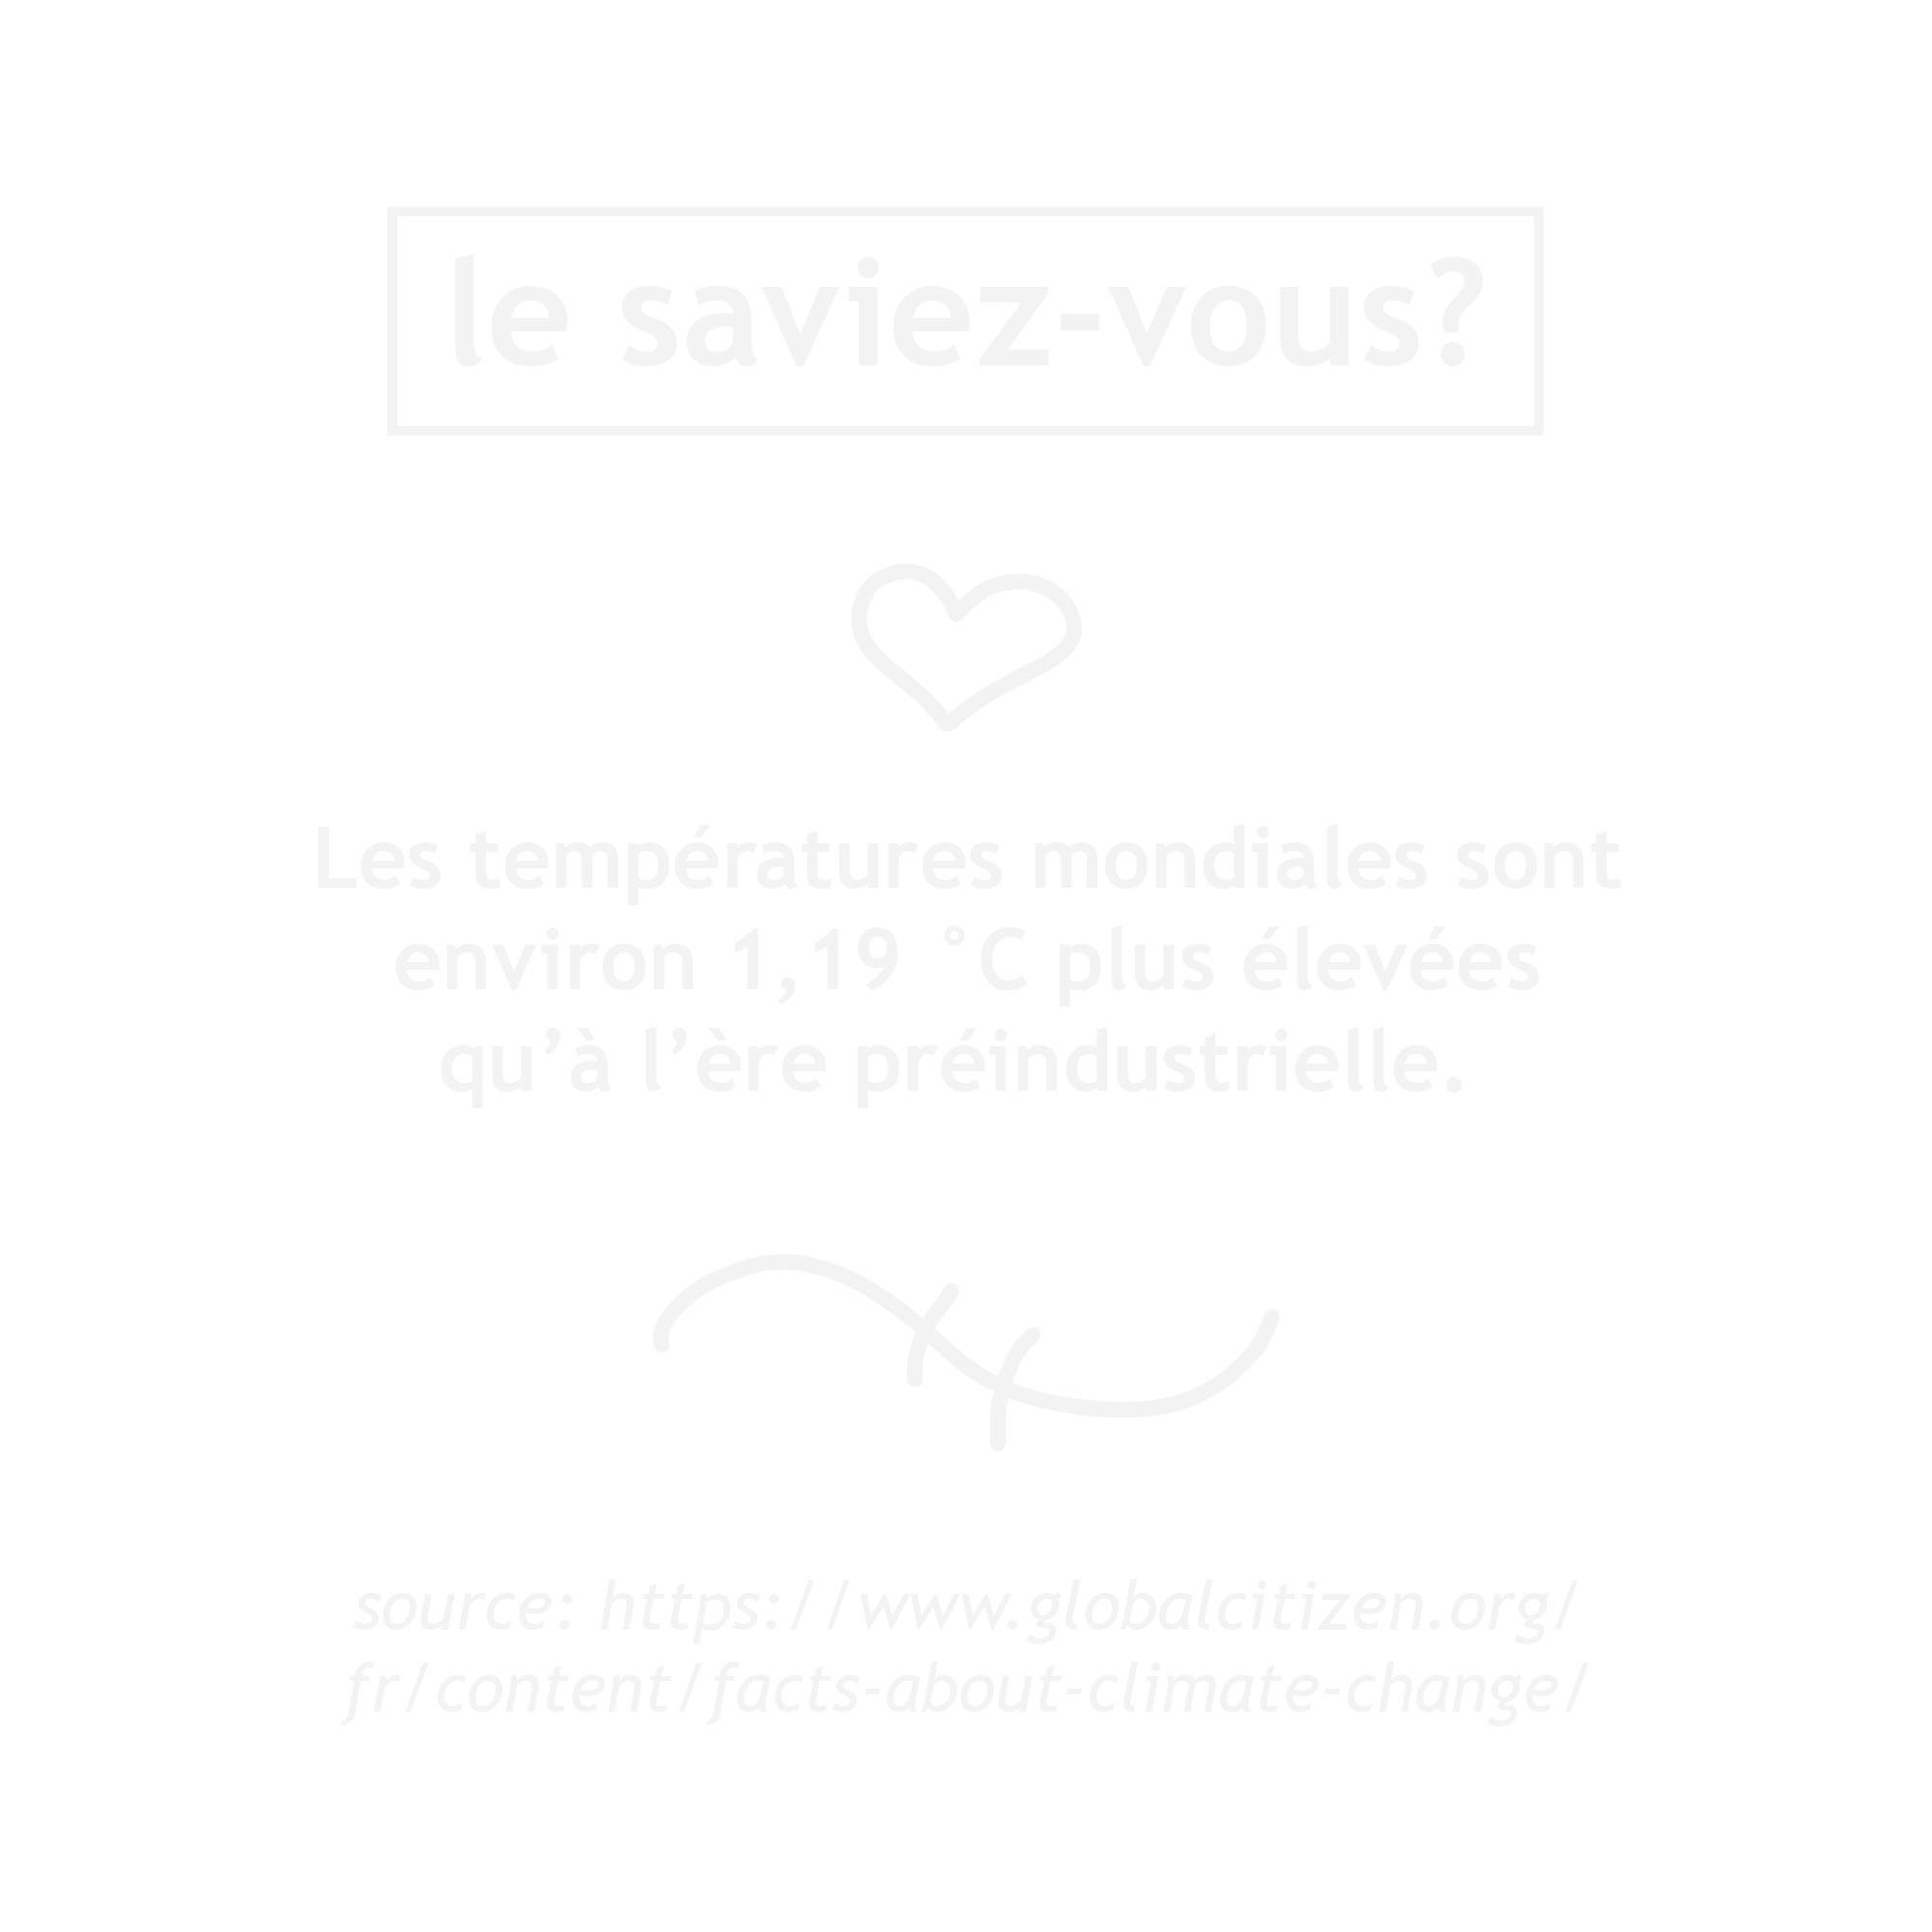 le saviez-vous?
Les températures mondiales sont
environ 1,19 °C plus élevées
qu’à l’ère préindustrielle.
source: https://www.globalcitizen.org/
fr/content/facts-about-climate-change/